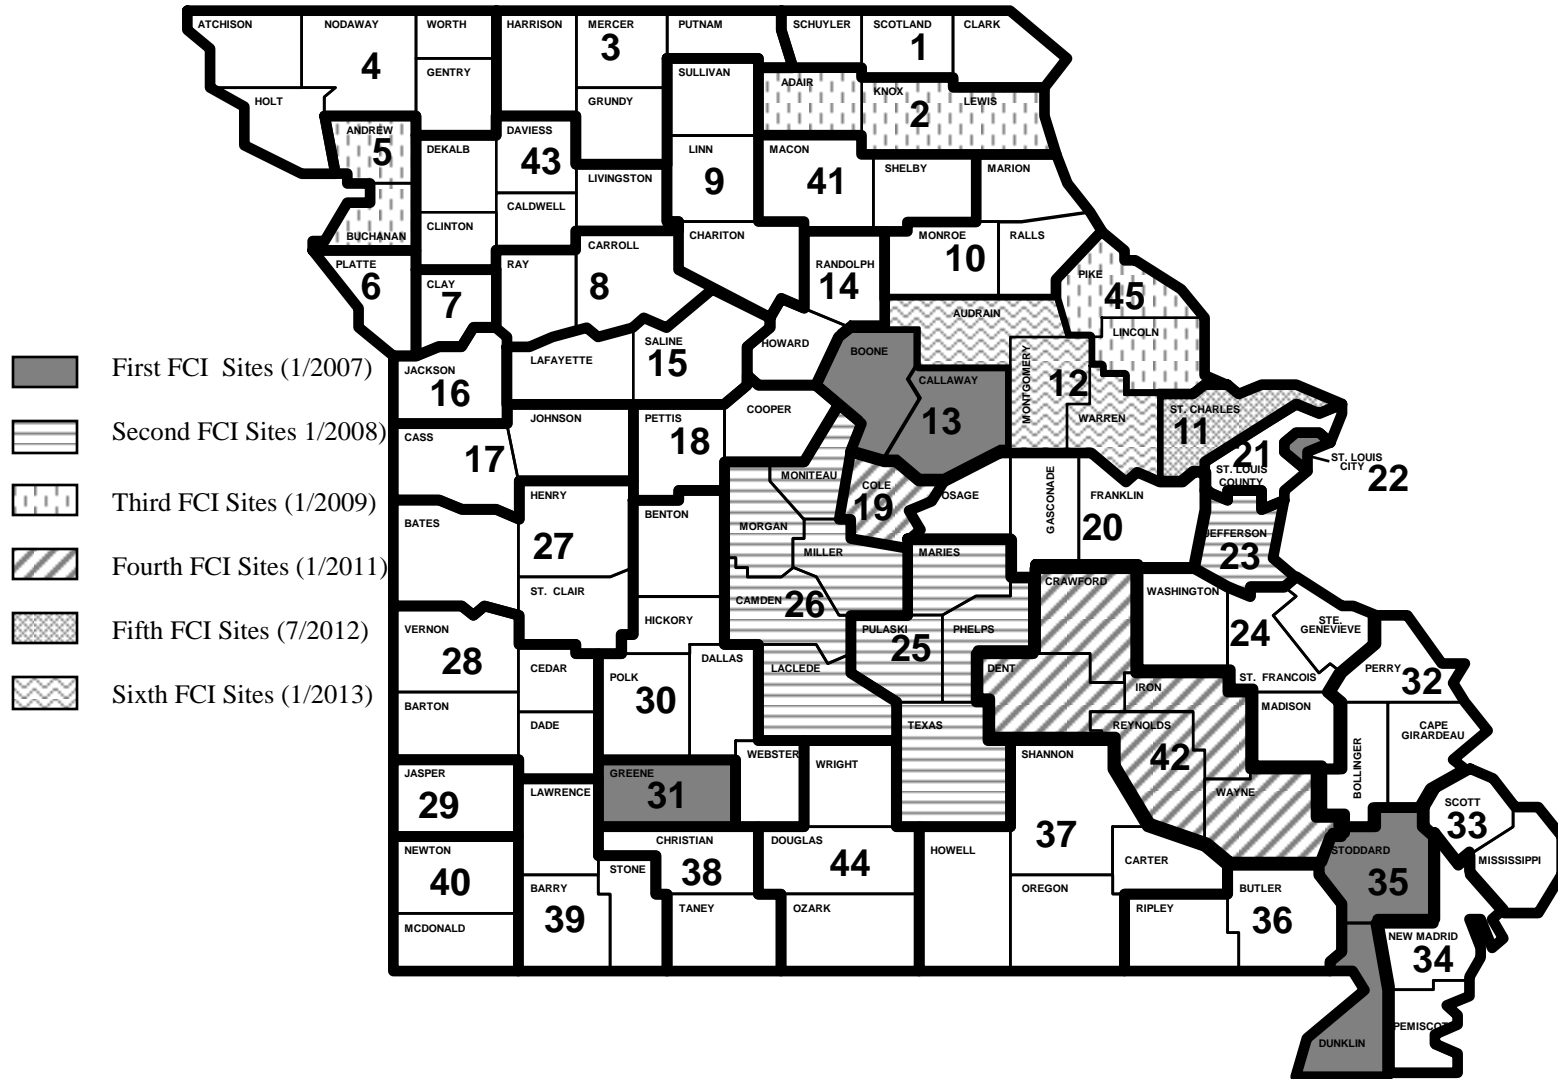 ATCHISON
NODAWAY
WORTH
HARRISON
MERCER
PUTNAM
SCHUYLER
SCOTLAND
CLARK
4
3
1
GENTRY
SULLIVAN
ADAIR
KNOX
LEWIS
HOLT
GRUNDY
2
ANDREW
5
DEKALB
DAVIESS
43
LINN
9
MACON
41
SHELBY
MARION
LIVINGSTON
CALDWELL
BUCHANAN
CLINTON
CARROLL
CHARITON
MONROE
RALLS
10
PLATTE
6
CLAY
7
RAY
8
RANDOLPH
14
PIKE
45
AUDRAIN
LINCOLN
First FCI Sites (1/2007)
JACKSON
16
LAFAYETTE
SALINE
15
HOWARD
BOONE
CALLAWAY
13
MONTGOMERY
12
WARREN
ST. CHARLES
11
Second FCI Sites 1/2008)
CASS
17
JOHNSON
PETTIS
18
COOPER
21
ST. LOUIS
COUNTY
ST. LOUIS
CITY
22
MONITEAU
COLE
19
OSAGE
GASCONADE
FRANKLIN
20
Third FCI Sites (1/2009)
BATES
HENRY
27
BENTON
MORGAN
MILLER
MARIES
JEFFERSON
23
Fourth FCI Sites (1/2011)
ST. CLAIR
CAMDEN
26
CRAWFORD
WASHINGTON
HICKORY
PULASKI
25
PHELPS
24
STE.
GENEVIEVE
Fifth FCI Sites (7/2012)
VERNON
28
CEDAR
POLK
30
DALLAS
LACLEDE
DENT
IRON
ST. FRANCOIS
PERRY
32
Sixth FCI Sites (1/2013)
BARTON
DADE
TEXAS
REYNOLDS
42
MADISON
BOLLINGER
CAPE
GIRARDEAU
WEBSTER
WRIGHT
SHANNON
JASPER
29
LAWRENCE
GREENE
31
WAYNE
SCOTT
33
NEWTON
40
CHRISTIAN
38
DOUGLAS
44
HOWELL
37
CARTER
STODDARD
35
MISSISSIPPI
STONE
BARRY
39
TANEY
OZARK
OREGON
RIPLEY
BUTLER
36
MCDONALD
NEW MADRID
34
PEMISCOT
DUNKLIN